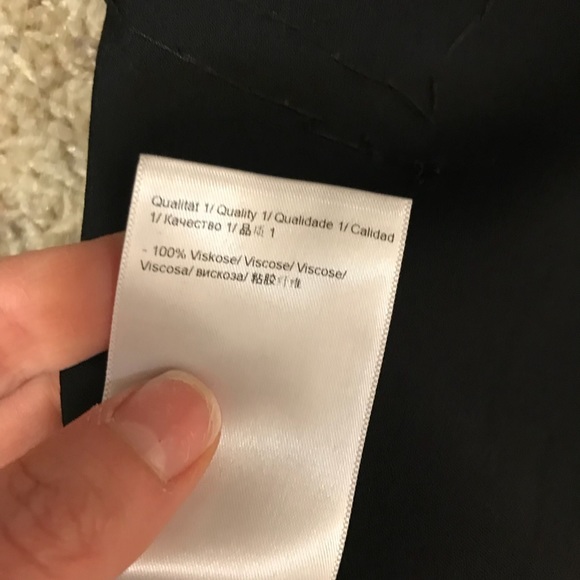 Qualität 1/ Quality 1/ Qualidade 1/ Calidad
1/ Качество 1/ 品质 1
- 100% Viskose/ Viscose/ Viscose/
Viscosa/ вискоза/ 粘胶纤维